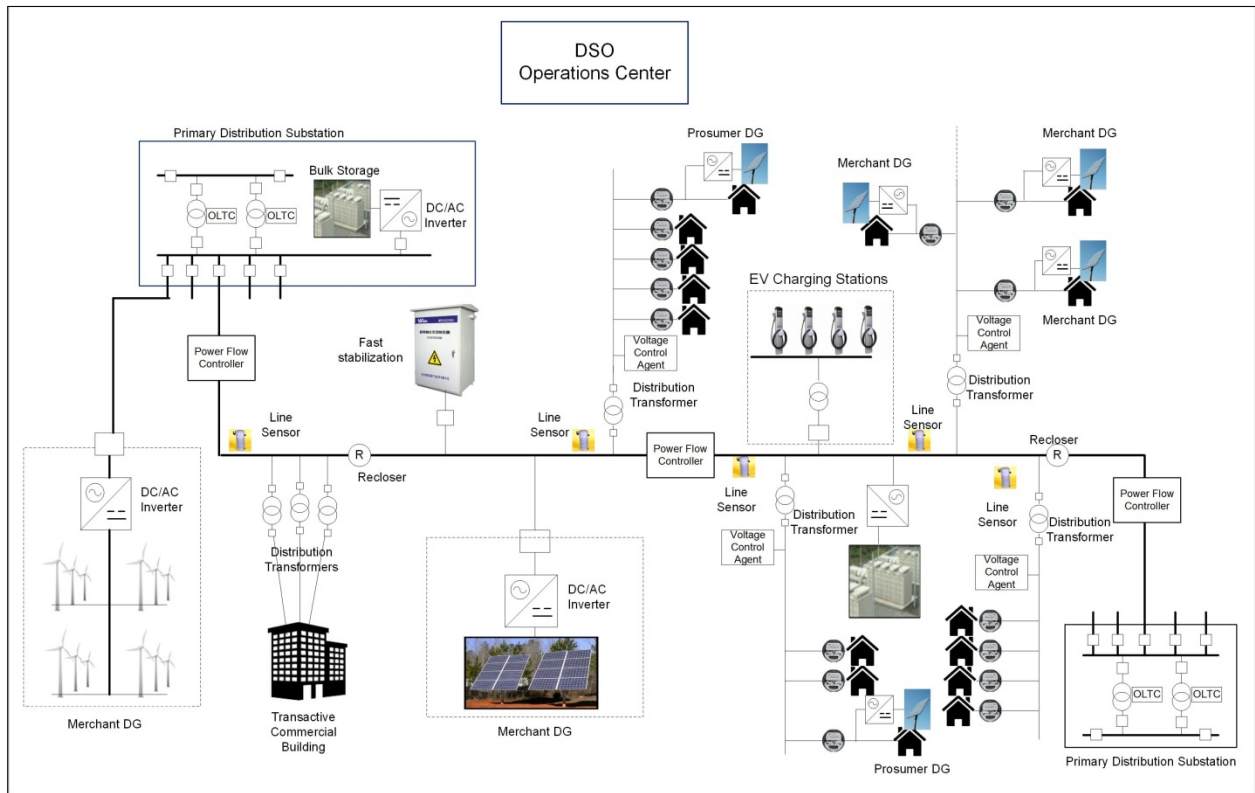 DSO
Operations Center
Primary Distribution Substation
Bulk Storage
OLTC
OLTC
DC/AC
Inverter
Prosumer DG
Merchant DG
Merchant DG
Merchant DG
EV Charging Stations
Power Flow
Controller
Fast
stabilization
Voltage
Control
Agent
Distribution
Transformer
Voltage
Control
Agent
Distribution
Transformer
Line
Sensor
R
Recloser
Line
Sensor
Power Flow
Controller
Line
Sensor
Line
Sensor
Recloser
R
Line
Sensor
Power Flow
Controller
DC/AC
Inverter
Merchant DG
Distribution
Transformers
Transactive
Commercial
Building
DC/AC
Inverter
Merchant DG
Distribution
Transformer
Voltage
Control
Agent
Distribution
Transformer
Voltage
Control
Agent
Prosumer DG
OLTC
OLTC
Primary Distribution Substation